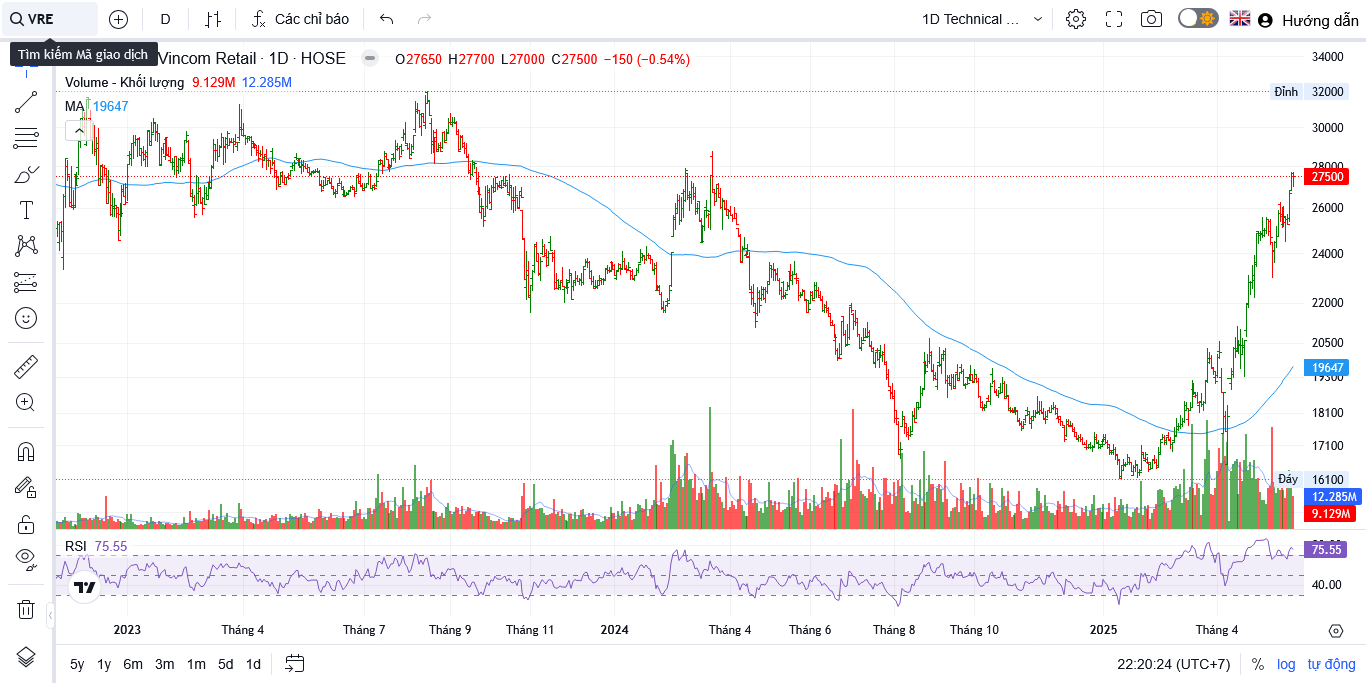 VRE
D
Các chỉ báo
1D Technical ...
Hướng dẫn
Tìm kiếm Mã giao dịch
Vincom Retail · 1D · HOSE
O27650 H27700 L27000 C27500 −150 (−0.54%)
Volume - Khối lượng 9.129M 12.285M
MA 19647
34000
Đỉnh 32000
30000
28000
27500
26000
24000
22000
20500
19647
19300
18100
17100
Đáy 16100
12.285M
9.129M
RSI 75.55
75.55
40.00
2023
Tháng 4
Tháng 7
Tháng 9
Tháng 11
2024
Tháng 4
Tháng 6
Tháng 8
Tháng 10
2025
Tháng 4
5y 1y 6m 3m 1m 5d 1d
22:20:24 (UTC+7)
% log tự động